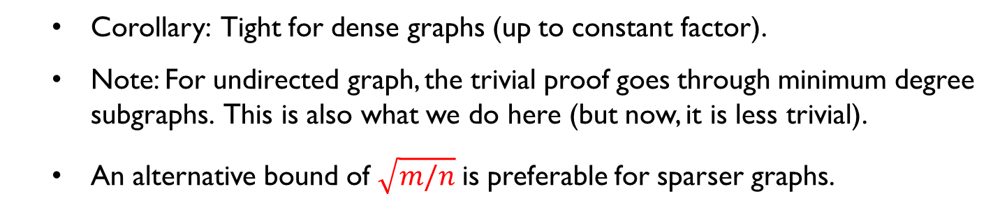 • Corollary: Tight for dense graphs (up to constant factor).
• Note: For undirected graph, the trivial proof goes through minimum degree
subgraphs. This is also what we do here (but now, it is less trivial).
• An alternative bound of √m/n is preferable for sparser graphs.